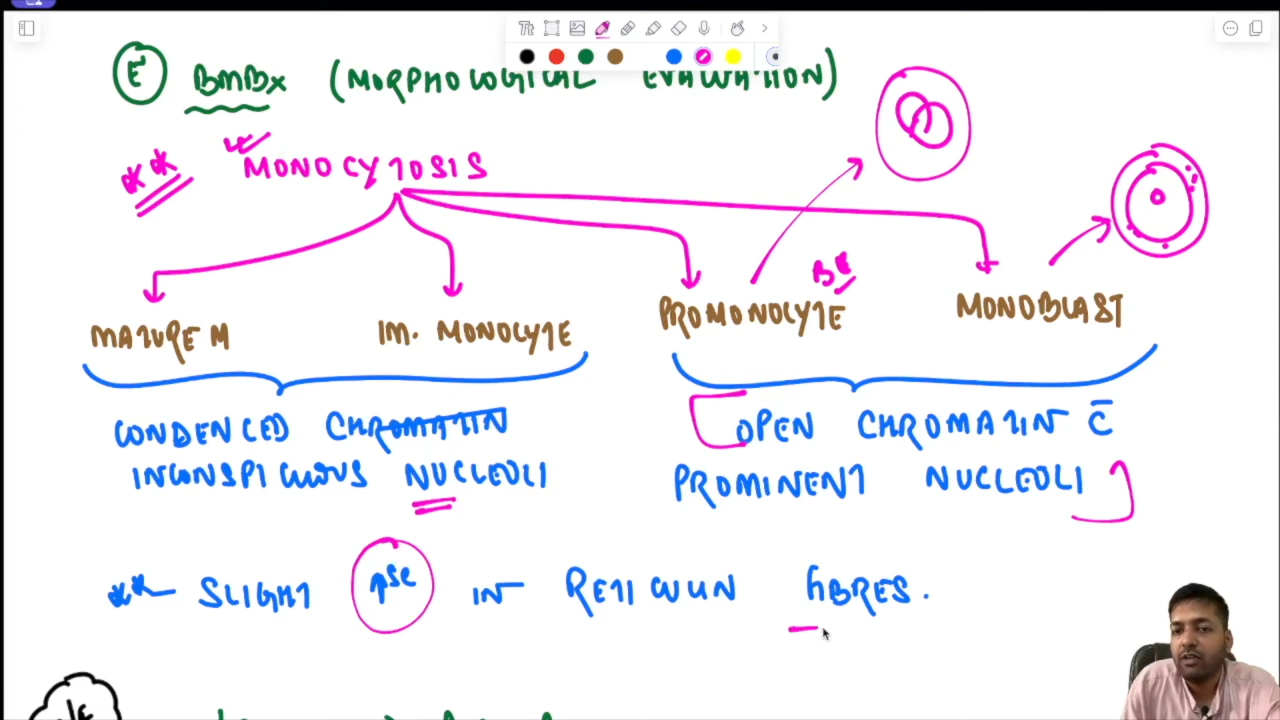 E BMBX (MORPHOLOGICAL EVALUATION)
** MONOCYTOSIS
BE
MATURE M IM. MONOCYTE PROMONOCYTE MONOBLAST
CONDENCED CHROMATIN OPEN CHROMATIN C̄
INCONSPICUOUS NUCLEOLI PROMINENT NUCLEOLI
** SLIGHT ↑SE IN RETICULIN FIBRES.